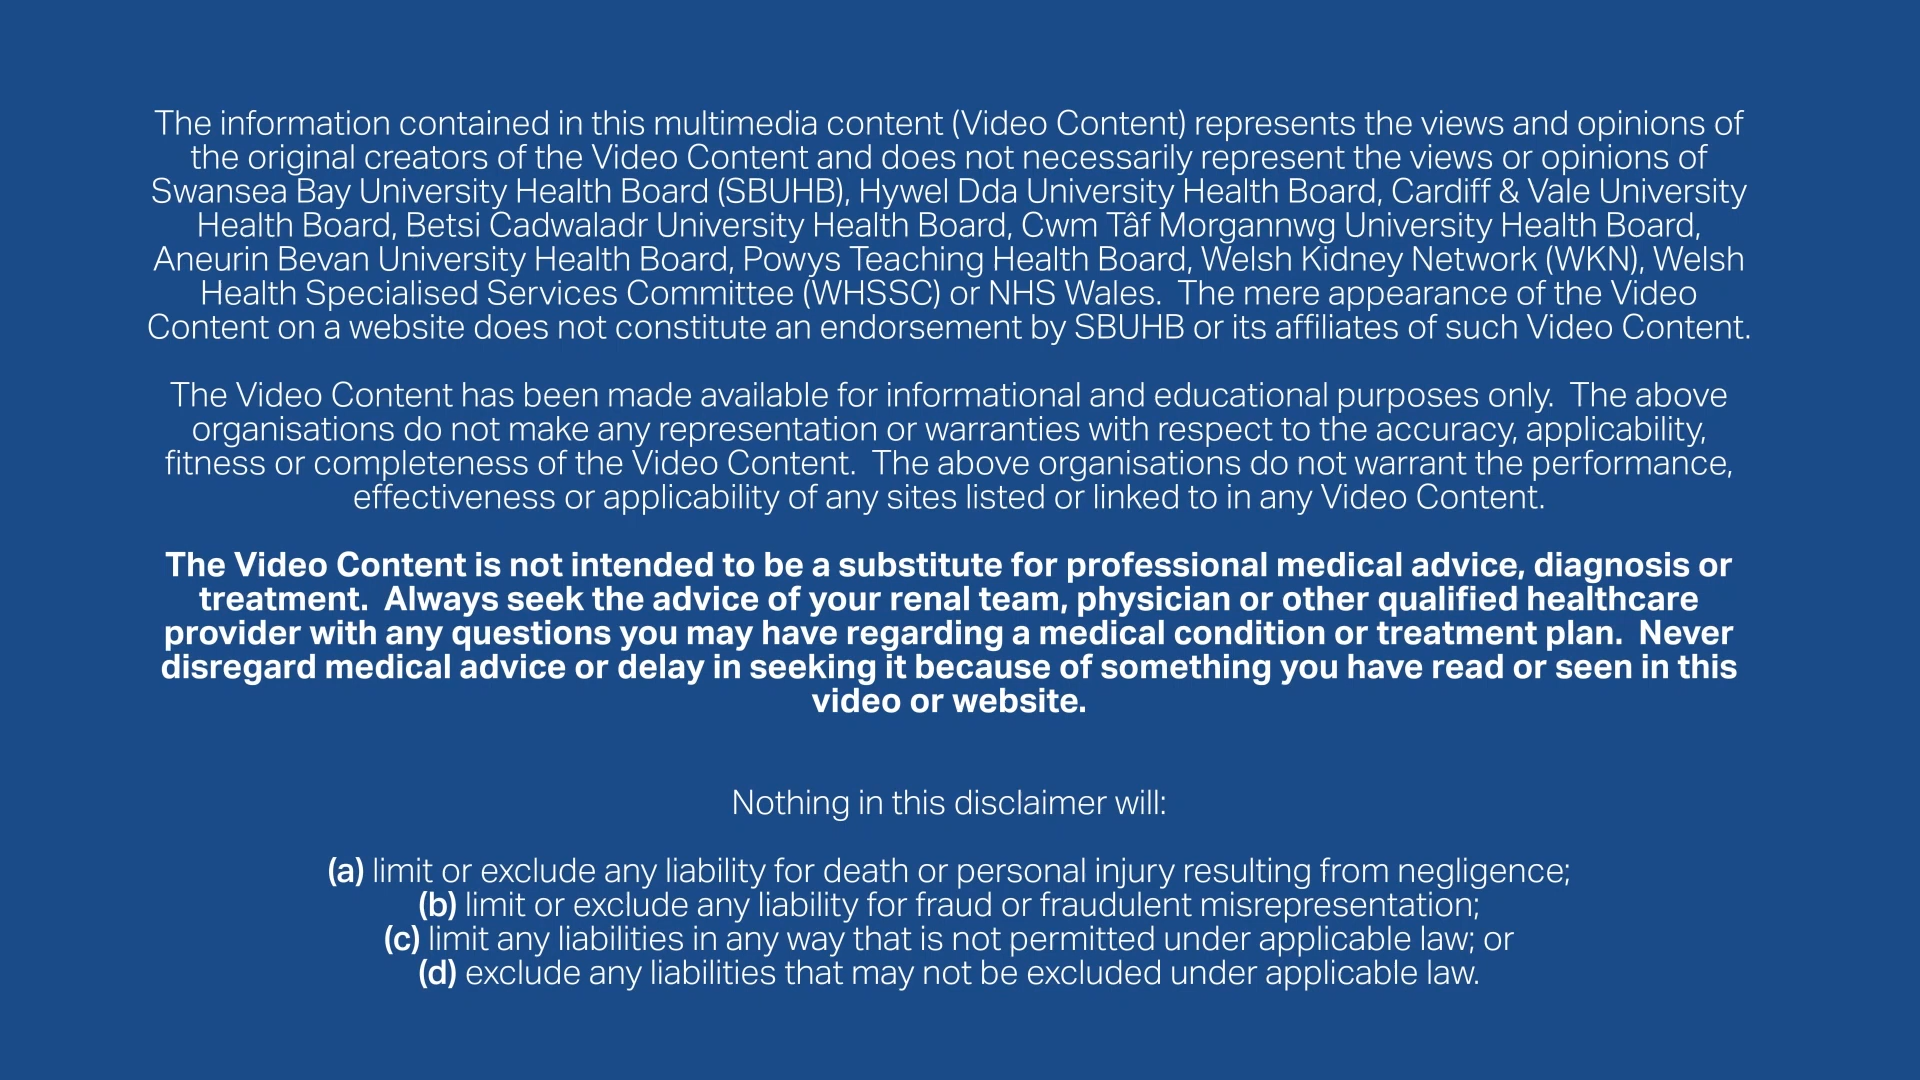 The information contained in this multimedia content (Video Content) represents the views and opinions of
the original creators of the Video Content and does not necessarily represent the views or opinions of
Swansea Bay University Health Board (SBUHB), Hywel Dda University Health Board, Cardiff & Vale University
Health Board, Betsi Cadwaladr University Health Board, Cwm Tâf Morgannwg University Health Board,
Aneurin Bevan University Health Board, Powys Teaching Health Board, Welsh Kidney Network (WKN), Welsh
Health Specialised Services Committee (WHSSC) or NHS Wales.  The mere appearance of the Video
Content on a website does not constitute an endorsement by SBUHB or its affiliates of such Video Content.
The Video Content has been made available for informational and educational purposes only.  The above
organisations do not make any representation or warranties with respect to the accuracy, applicability,
fitness or completeness of the Video Content.  The above organisations do not warrant the performance,
effectiveness or applicability of any sites listed or linked to in any Video Content.
The Video Content is not intended to be a substitute for professional medical advice, diagnosis or
treatment.  Always seek the advice of your renal team, physician or other qualified healthcare
provider with any questions you may have regarding a medical condition or treatment plan.  Never
disregard medical advice or delay in seeking it because of something you have read or seen in this
video or website.
Nothing in this disclaimer will:
(a) limit or exclude any liability for death or personal injury resulting from negligence;
(b) limit or exclude any liability for fraud or fraudulent misrepresentation;
(c) limit any liabilities in any way that is not permitted under applicable law; or
(d) exclude any liabilities that may not be excluded under applicable law.